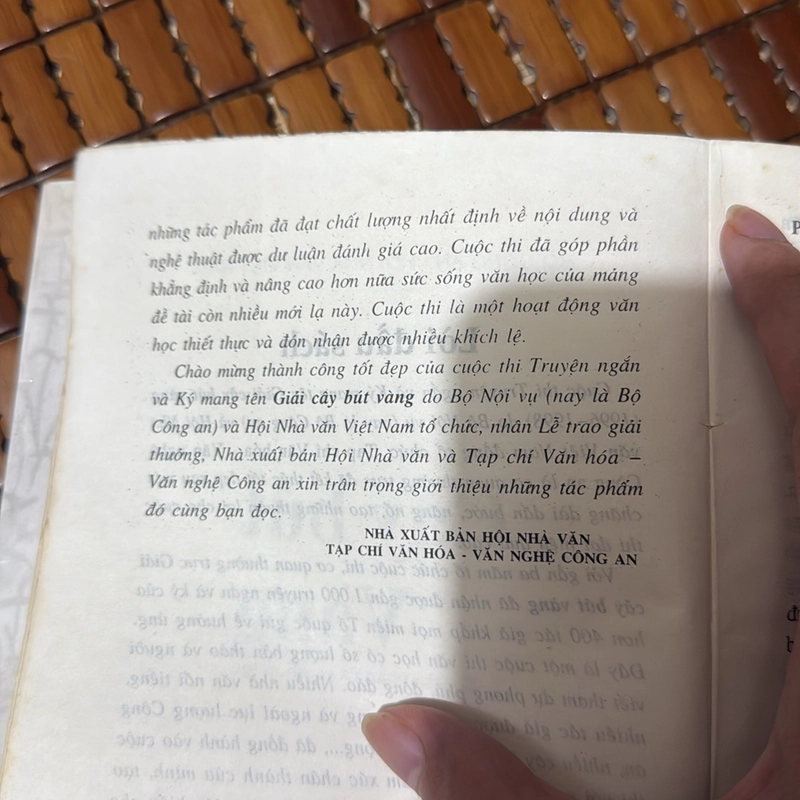 những tác phẩm đã đạt chất lượng nhất định về nội dung và
nghệ thuật được dư luận đánh giá cao. Cuộc thi đã góp phần
khẳng định và nâng cao hơn nữa sức sống văn học của mảng
đề tài còn nhiều mới lạ này. Cuộc thi là một hoạt động văn
học thiết thực và đón nhận được nhiều khích lệ.
Chào mừng thành công tốt đẹp của cuộc thi Truyện ngắn
và Ký mang tên Giải cây bút vàng do Bộ Nội vụ (nay là Bộ
Công an) và Hội Nhà văn Việt Nam tổ chức, nhân Lễ trao giải
thưởng, Nhà xuất bản Hội Nhà văn và Tạp chí Văn hóa –
Văn nghệ Công an xin trân trọng giới thiệu những tác phẩm
đó cùng bạn đọc.
NHÀ XUẤT BẢN HỘI NHÀ VĂN
TẠP CHÍ VĂN HÓA - VĂN NGHỆ CÔNG AN